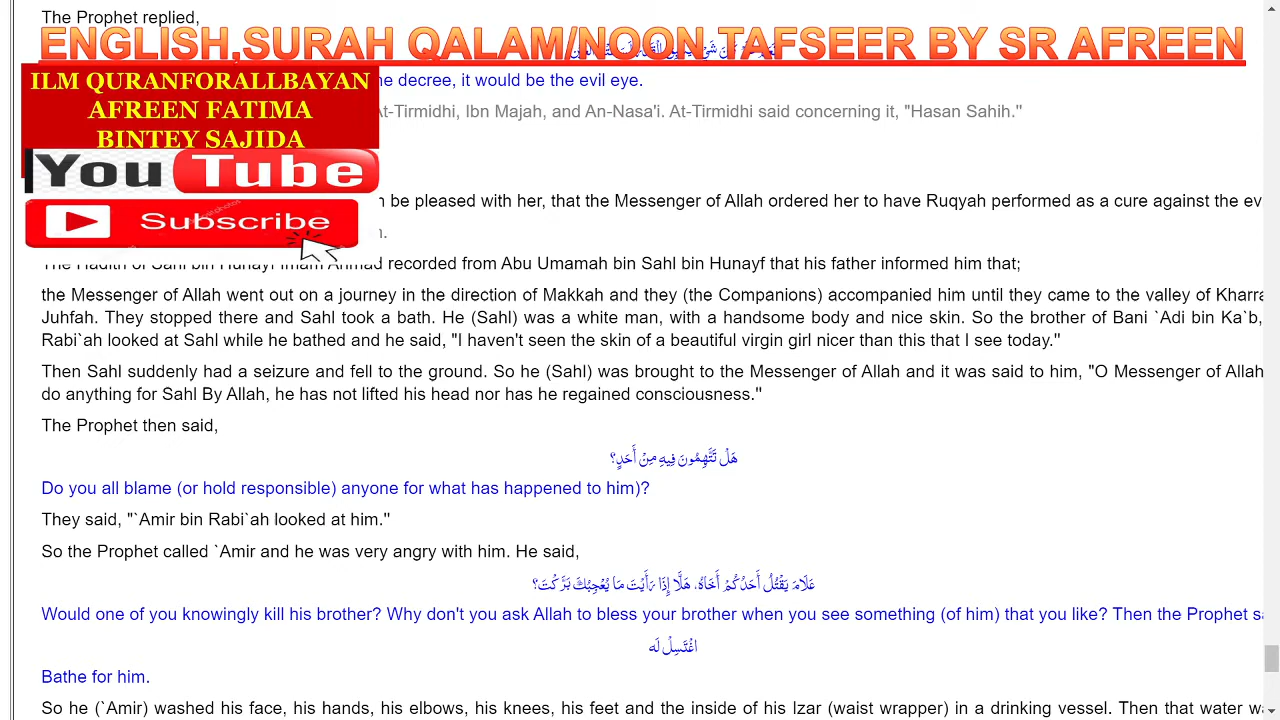 The Prophet replied,
ENGLISH,SURAH QALAM/NOON TAFSEER BY SR AFREEN
ILM QURANFORALLBAYAN
AFREEN FATIMA
BINTEY SAJIDA
You Tube
Subscribe
decree, it would be the evil eye.
At-Tirmidhi, Ibn Majah, and An-Nasa'i. At-Tirmidhi said concerning it, "Hasan Sahih."
be pleased with her, that the Messenger of Allah ordered her to have Ruqyah performed as a cure against the
The Hadith of Sahl bin Hunayf Imam Ahmad recorded from Abu Umamah bin Sahl bin Hunayf that his father informed him that;
the Messenger of Allah went out on a journey in the direction of Makkah and they (the Companions) accompanied him until they came to the valley of
Juhfah. They stopped there and Sahl took a bath. He (Sahl) was a white man, with a handsome body and nice skin. So the brother of Bani `Adi bin Ka`b,
Rabi`ah looked at Sahl while he bathed and he said, "I haven't seen the skin of a beautiful virgin girl nicer than this that I see today."
Then Sahl suddenly had a seizure and fell to the ground. So he (Sahl) was brought to the Messenger of Allah and it was said to him, "O Messenger of Allah
do anything for Sahl By Allah, he has not lifted his head nor has he regained consciousness."
The Prophet then said,
هَلْ تَتَّهِمُونَ فِيهِ مِنْ أَحَدٍ؟
Do you all blame (or hold responsible) anyone for what has happened to him)?
They said, "`Amir bin Rabi`ah looked at him."
So the Prophet called `Amir and he was very angry with him. He said,
عَلَامَ يَقْتُلُ أَحَدُكُمْ أَخَاهُ، هَلَّا إِذَا رَأَيْتَ مَا يُعْجِبُكَ بَرَّكْتَ؟
Would one of you knowingly kill his brother? Why don't you ask Allah to bless your brother when you see something (of him) that you like? Then the Prophet
اغْتَسِلْ لَه
Bathe for him.
So he (`Amir) washed his face, his hands, his elbows, his knees, his feet and the inside of his Izar (waist wrapper) in a drinking vessel. Then that water